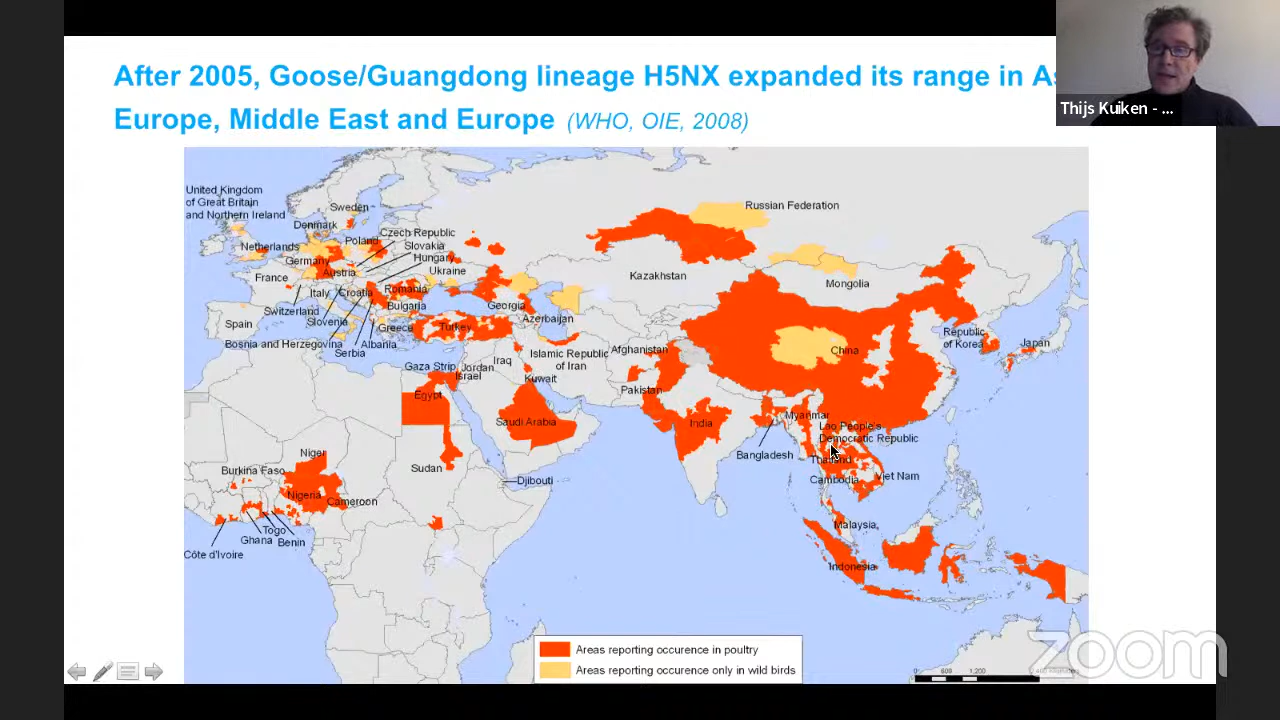 After 2005, Goose/Guangdong lineage H5NX expanded its range in
Europe, Middle East and Europe (WHO, OIE, 2008)
Thijs Kuiken - ...
United Kingdom
of Great Britain
and Northern Ireland
Sweden
Denmark
Netherlands
Poland
Czech Republic
Slovakia
Hungary
Germany
Austria
Ukraine
France
Italy
Croatia
Romania
Switzerland
Slovenia
Bulgaria
Georgia
Azerbaijan
Spain
Greece
Turkey
Bosnia and Herzegovina
Albania
Serbia
Russian Federation
Kazakhstan
Mongolia
China
Republic
of Korea
Japan
Gaza Strip
Jordan
Israel
Iraq
Kuwait
Islamic Republic
of Iran
Afghanistan
Pakistan
Egypt
Saudi Arabia
India
Bangladesh
Myanmar
Lao People's
Democratic Republic
Thailand
Cambodia
Viet Nam
Sudan
Djibouti
Niger
Burkina Faso
Nigeria
Cameroon
Togo
Ghana
Benin
Côte d'Ivoire
Malaysia
Indonesia
Areas reporting occurence in poultry
Areas reporting occurence only in wild birds
zoom